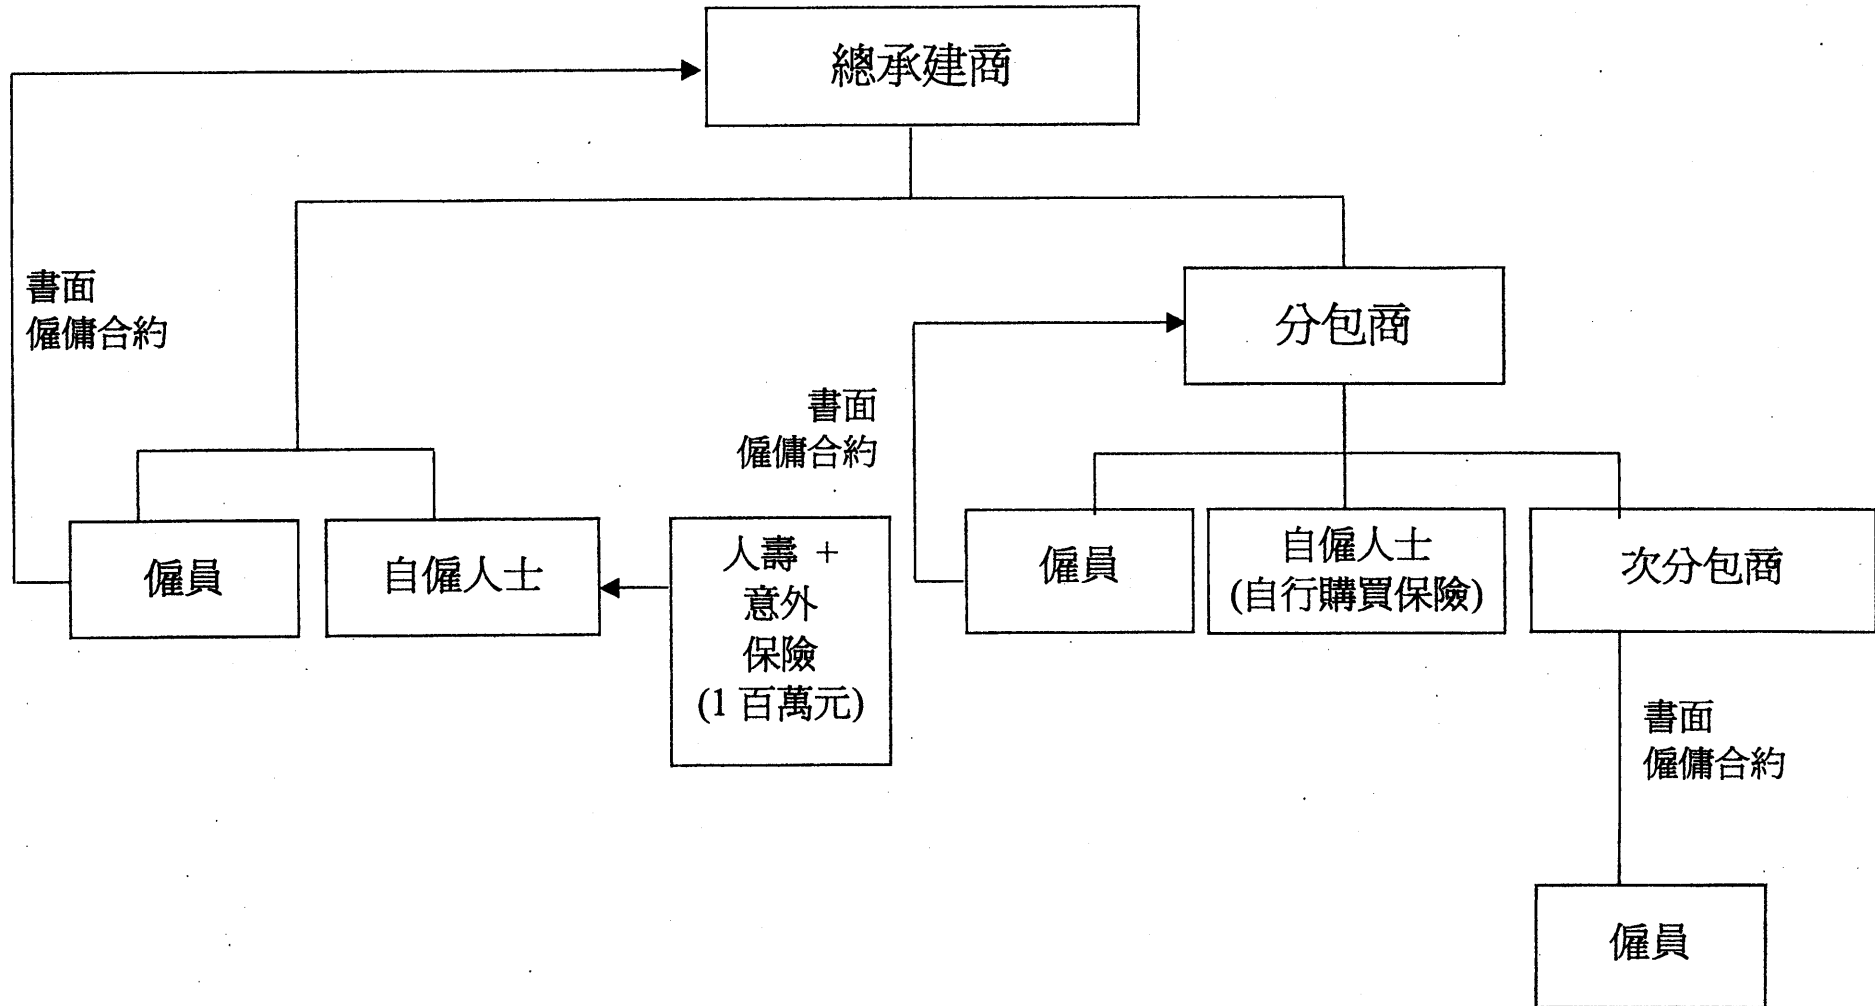 總承建商
書面
僱傭合約
分包商
書面
僱傭合約
僱員
自僱人士
人壽 +
意外
保險
(1 百萬元)
僱員
自僱人士
(自行購買保險)
次分包商
書面
僱傭合約
僱員